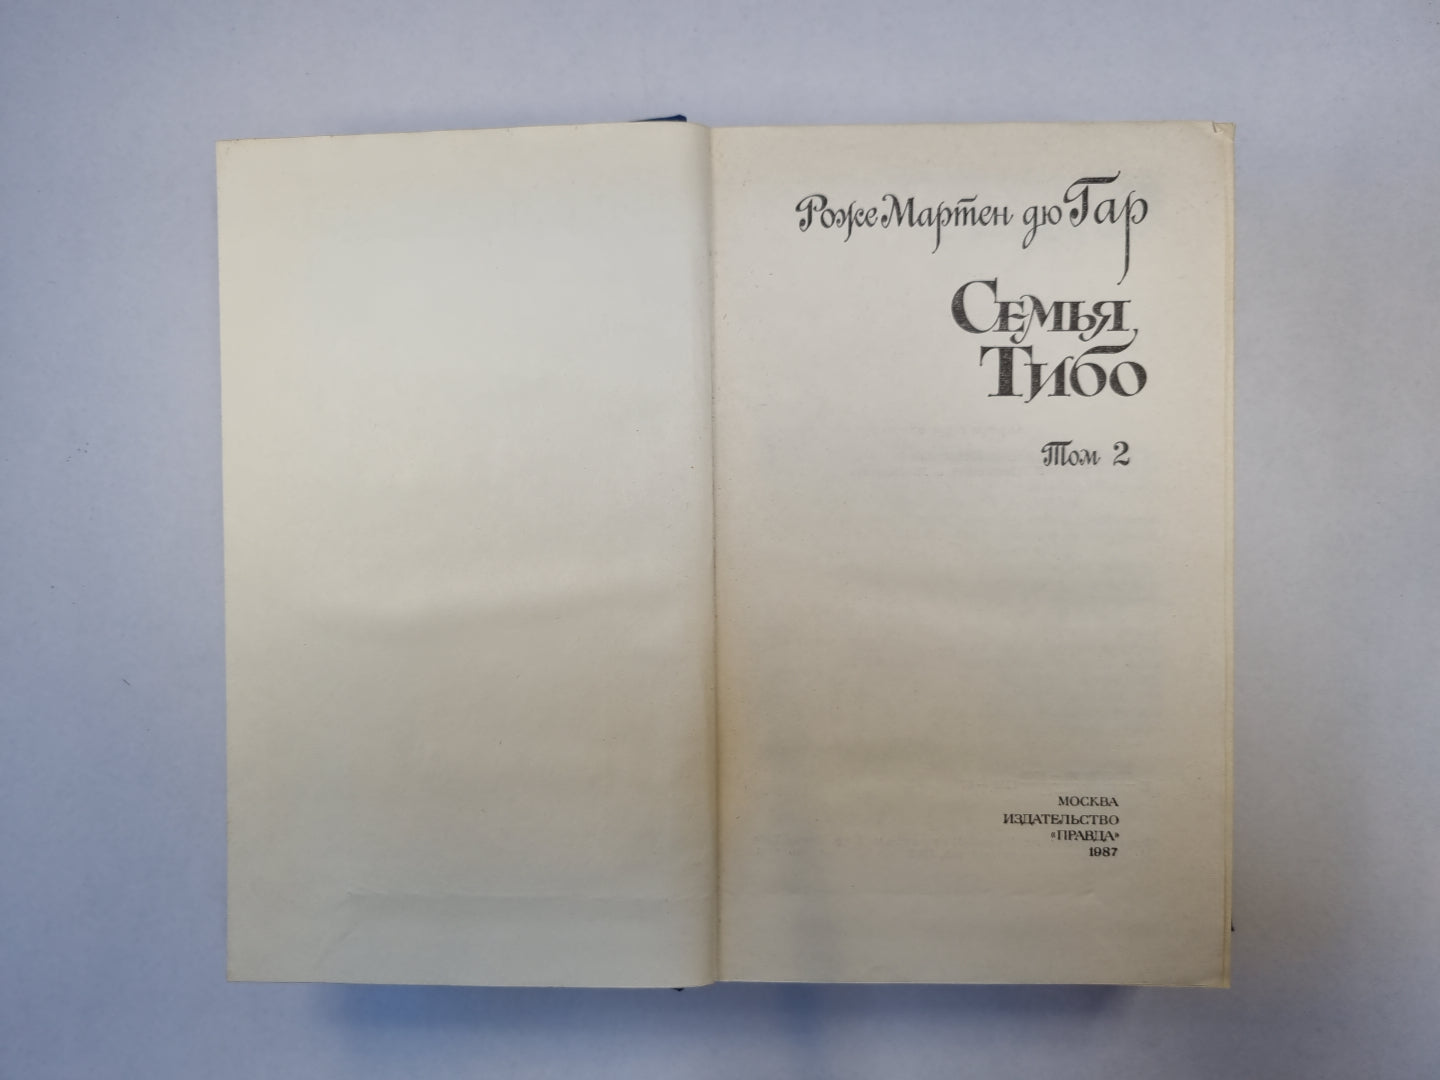 Роже Мартен дю Гар
Семья
Тибо
Том 2
МОСКВА
ИЗДАТЕЛЬСТВО
«ПРАВДА»
1987